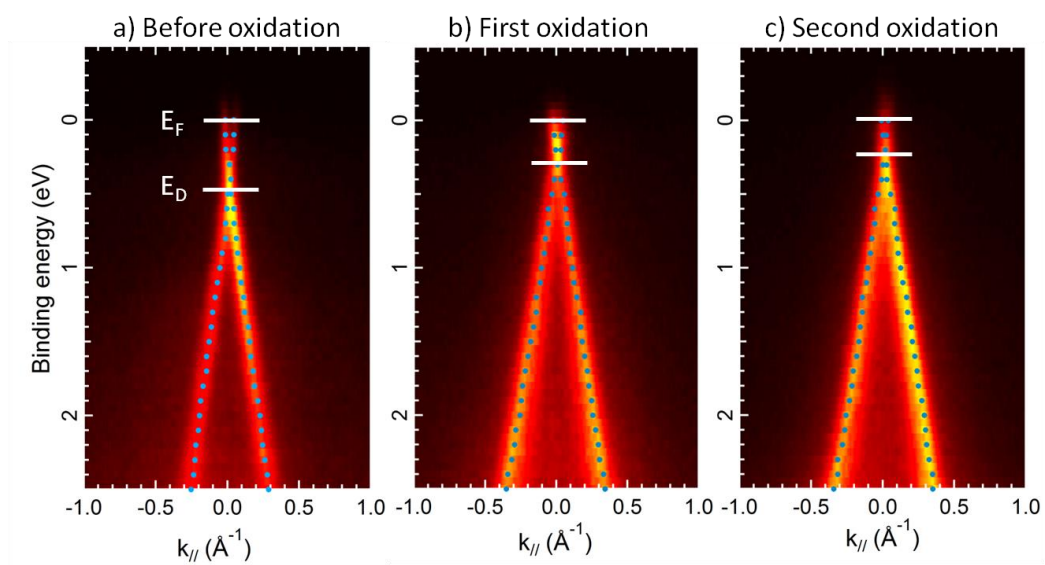 a) Before oxidation
b) First oxidation
c) Second oxidation
Binding energy (eV)
0
1
2
E_F
E_D
0
1
2
0
1
2
-1.0 -0.5 0.0 0.5 1.0
-1.0 -0.5 0.0 0.5 1.0
-1.0 -0.5 0.0 0.5 1.0
k_// (Å^-1)
k_// (Å^-1)
k_// (Å^-1)